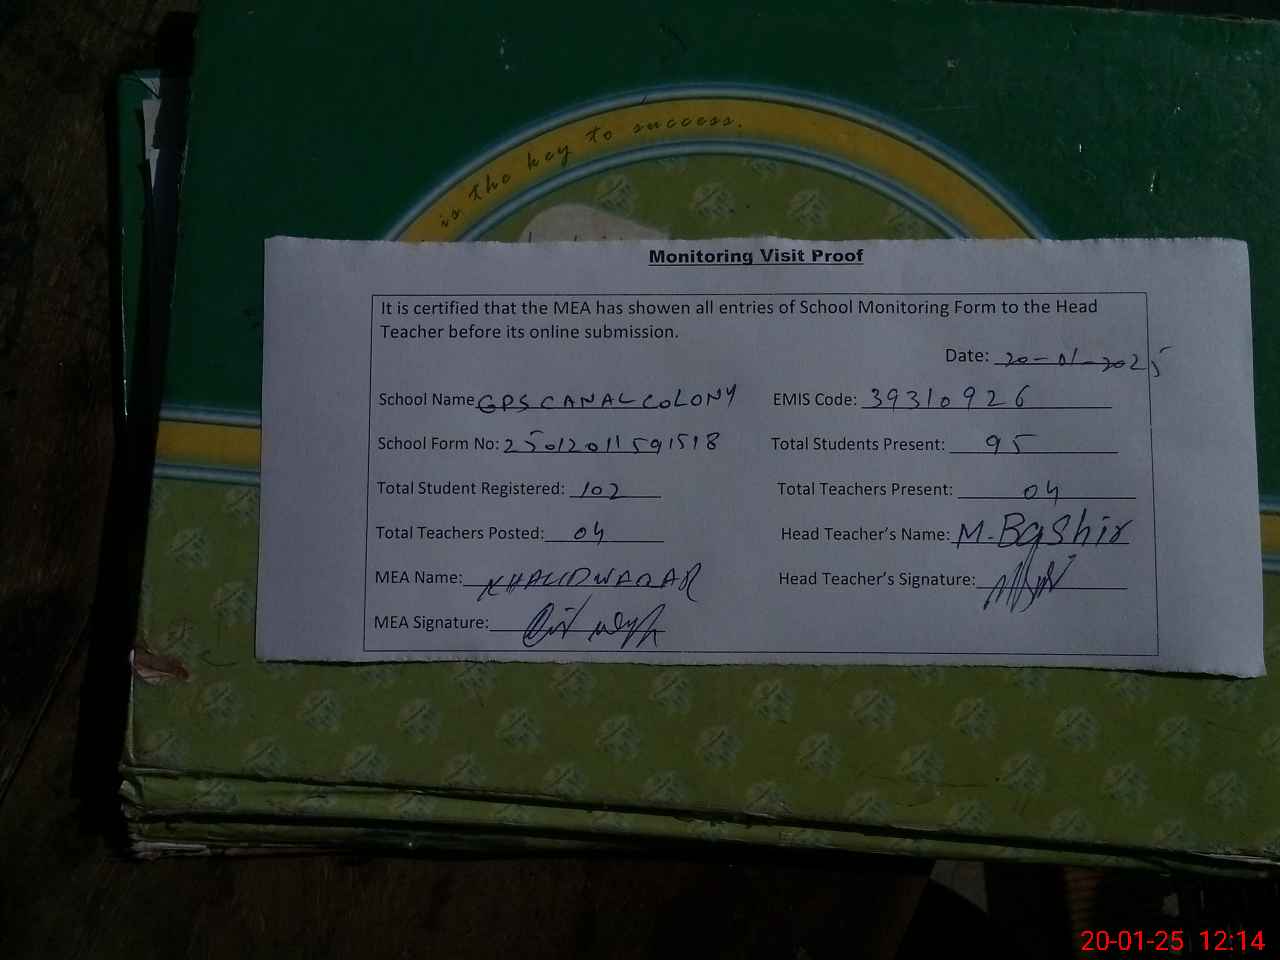 is the key to success.
Monitoring Visit Proof
It is certified that the MEA has showen all entries of School Monitoring Form to the Head
Teacher before its online submission.
Date: 20-01-2025
School Name GPS CANAL COLONY EMIS Code: 39310926
School Form No: 25012011591518 Total Students Present: 95
Total Student Registered: 102 Total Teachers Present: 04
Total Teachers Posted: 04 Head Teacher's Name: M. Bashir
MEA Name: KHALID WAQAR Head Teacher's Signature:
MEA Signature:
20-01-25 12:14